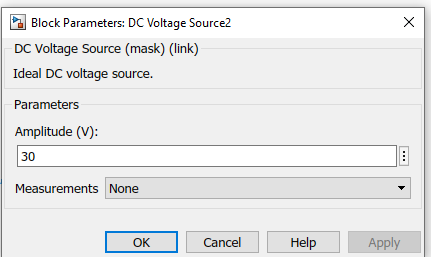 Block Parameters: DC Voltage Source2
DC Voltage Source (mask) (link)
Ideal DC voltage source.
Parameters
Amplitude (V):
30
Measurements None
OK Cancel Help Apply